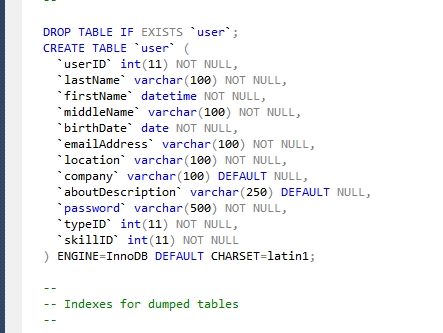 --
DROP TABLE IF EXISTS `user`;
CREATE TABLE `user` (
  `userID` int(11) NOT NULL,
  `lastName` varchar(100) NOT NULL,
  `firstName` datetime NOT NULL,
  `middleName` varchar(100) NOT NULL,
  `birthDate` date NOT NULL,
  `emailAddress` varchar(100) NOT NULL,
  `location` varchar(100) NOT NULL,
  `company` varchar(100) DEFAULT NULL,
  `aboutDescription` varchar(250) DEFAULT NULL,
  `password` varchar(500) NOT NULL,
  `typeID` int(11) NOT NULL,
  `skillID` int(11) NOT NULL
) ENGINE=InnoDB DEFAULT CHARSET=latin1;
--
-- Indexes for dumped tables
--